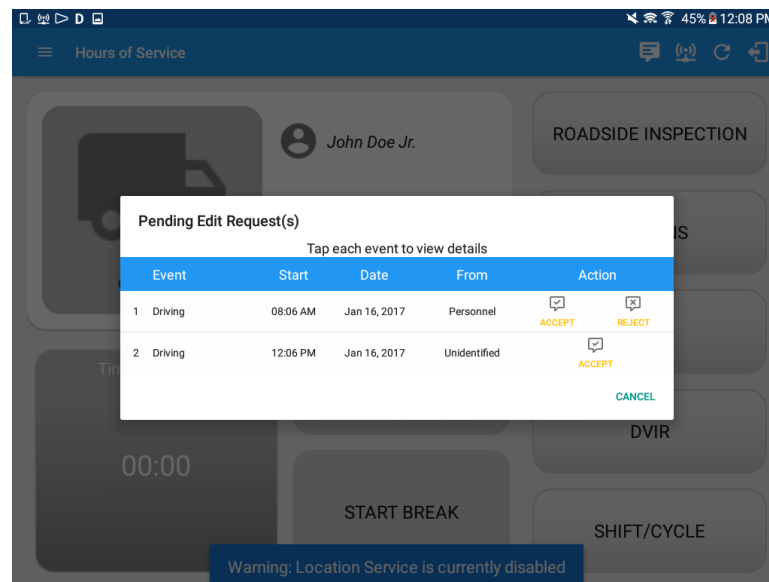 D 45% 12:08 PM
Hours of Service
John Doe Jr.
ROADSIDE INSPECTION
Pending Edit Request(s)
Tap each event to view details
Event Start Date From Action
1 Driving 08:06 AM Jan 16, 2017 Personnel ACCEPT REJECT
2 Driving 12:06 PM Jan 16, 2017 Unidentified ACCEPT
CANCEL
DVIR
00:00
START BREAK
SHIFT/CYCLE
Warning: Location Service is currently disabled